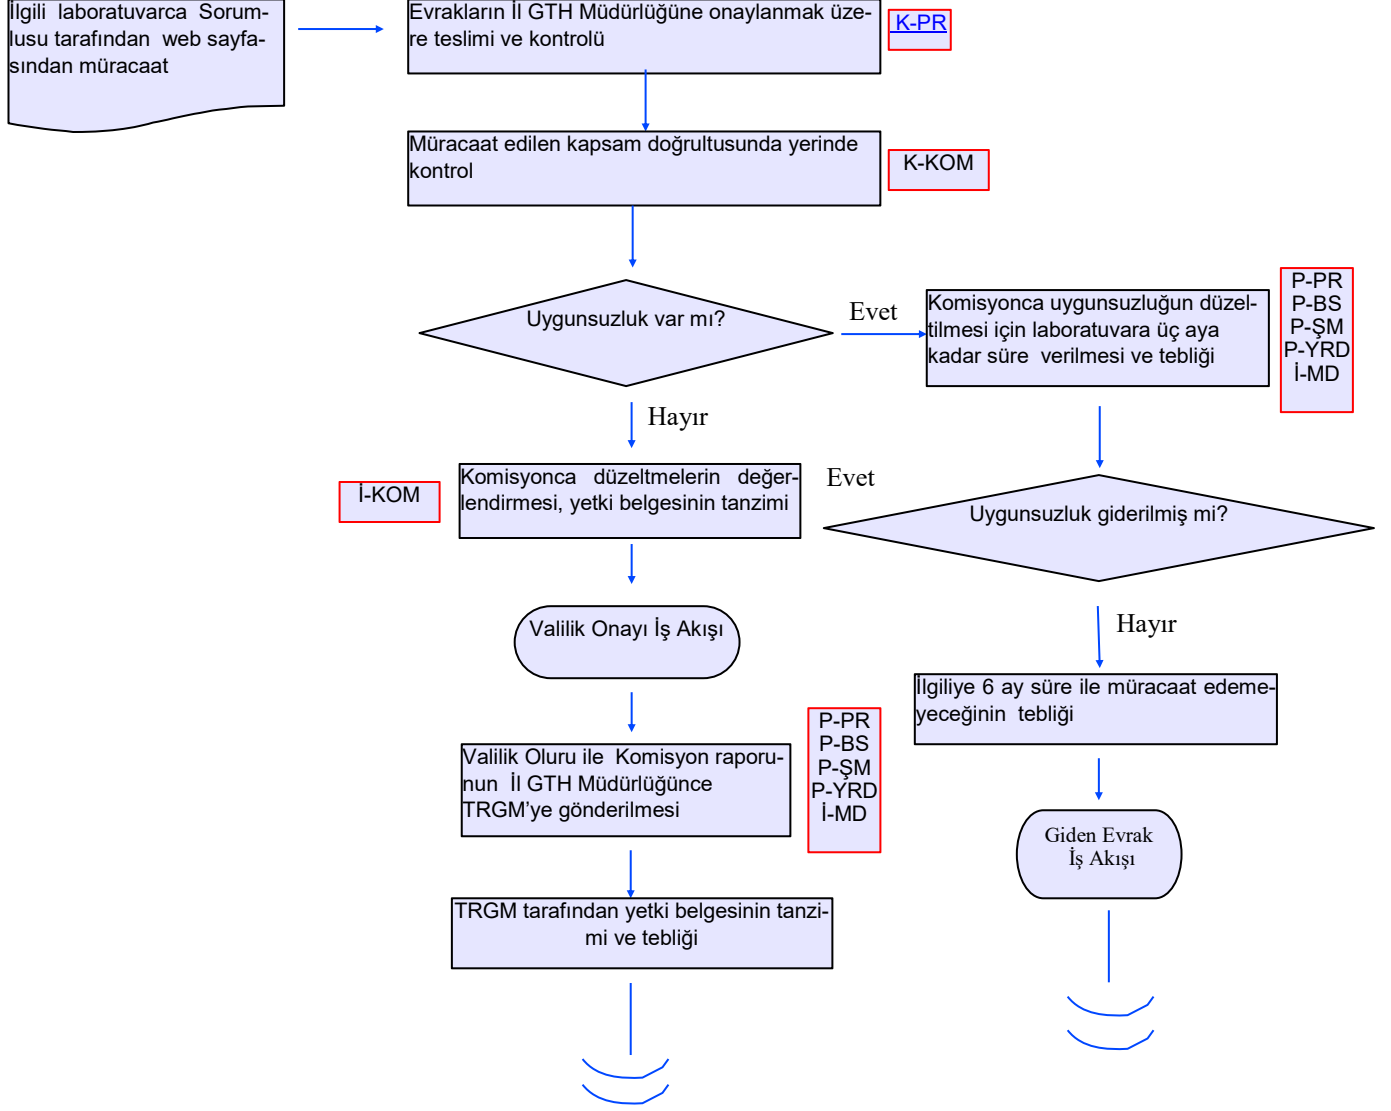 İlgili laboratuvarca Sorum-
lusu tarafından web sayfa-
sından müracaat
Evrakların İl GTH Müdürlüğüne onaylanmak üze-
re teslimi ve kontrolü
K-PR
Müracaat edilen kapsam doğrultusunda yerinde
kontrol
K-KOM
Uygunsuzluk var mı?
Evet
Komisyonca uygunsuzluğun düzel-
tilmesi için laboratuvara üç aya
kadar süre verilmesi ve tebliği
P-PR
P-BS
P-ŞM
P-YRD
İ-MD
Hayır
İ-KOM
Komisyonca düzeltmelerin değer-
lendirmesi, yetki belgesinin tanzimi
Evet
Uygunsuzluk giderilmiş mi?
Valilik Onayı İş Akışı
Hayır
İlgiliye 6 ay süre ile müracaat edeme-
yeceğinin tebliği
Valilik Oluru ile Komisyon raporu-
nun İl GTH Müdürlüğünce
TRGM’ye gönderilmesi
P-PR
P-BS
P-ŞM
P-YRD
İ-MD
Giden Evrak
İş Akışı
TRGM tarafından yetki belgesinin tanzi-
mi ve tebliği